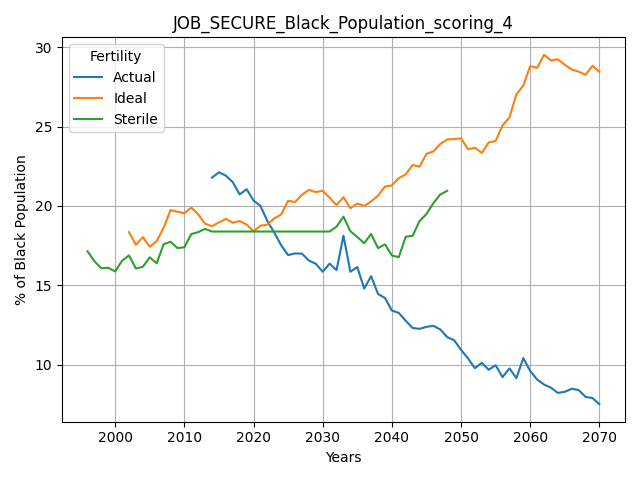 JOB_SECURE_Black_Population_scoring_4
Fertility
Actual
Ideal
Sterile
% of Black Population
30
25
20
15
10
2000
2010
2020
2030
2040
2050
2060
2070
Years